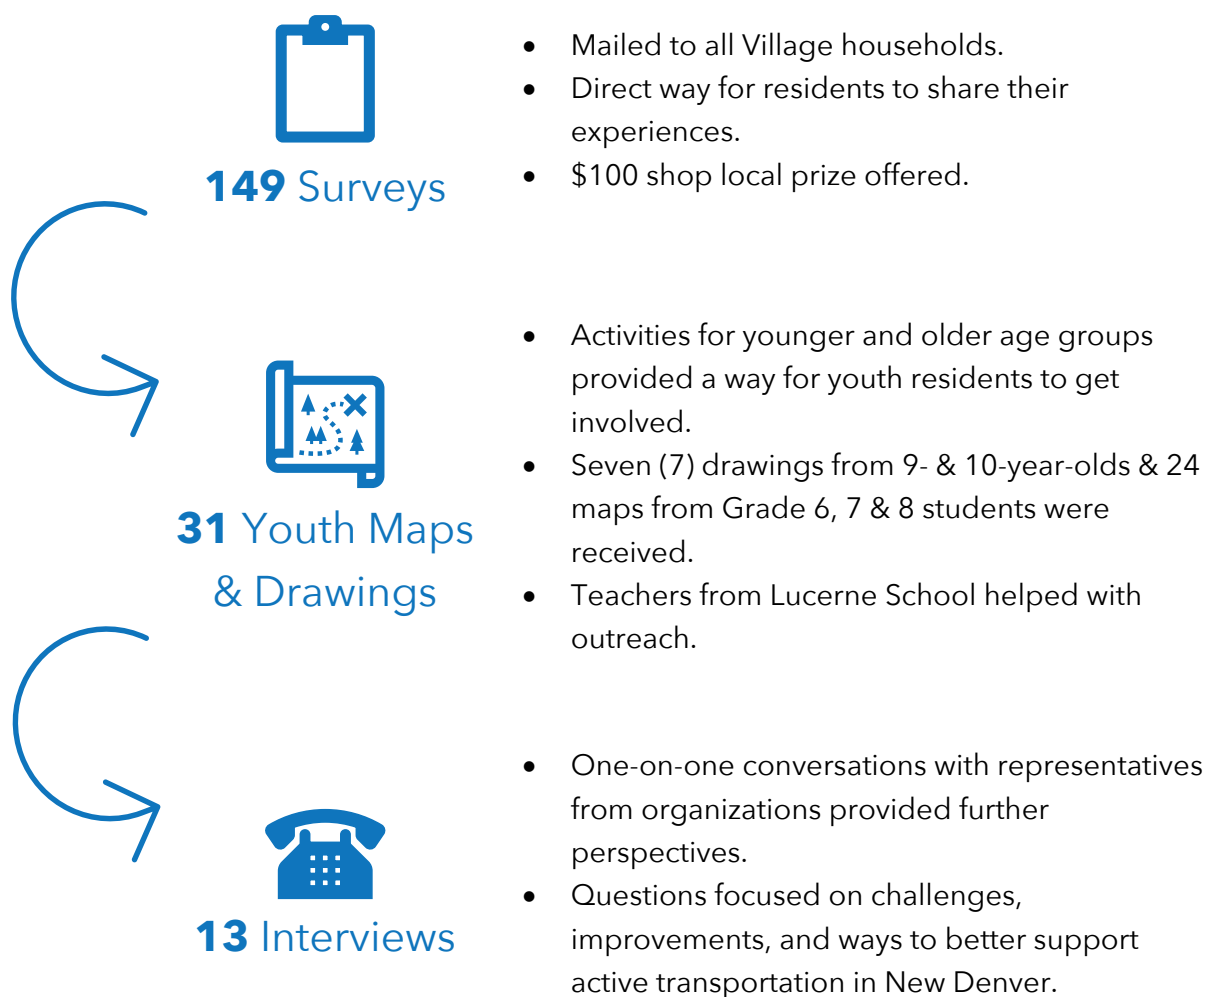 149 Surveys
• Mailed to all Village households.
• Direct way for residents to share their
experiences.
• $100 shop local prize offered.
31 Youth Maps
& Drawings
• Activities for younger and older age groups
provided a way for youth residents to get
involved.
• Seven (7) drawings from 9- & 10-year-olds & 24
maps from Grade 6, 7 & 8 students were
received.
• Teachers from Lucerne School helped with
outreach.
13 Interviews
• One-on-one conversations with representatives
from organizations provided further
perspectives.
• Questions focused on challenges,
improvements, and ways to better support
active transportation in New Denver.